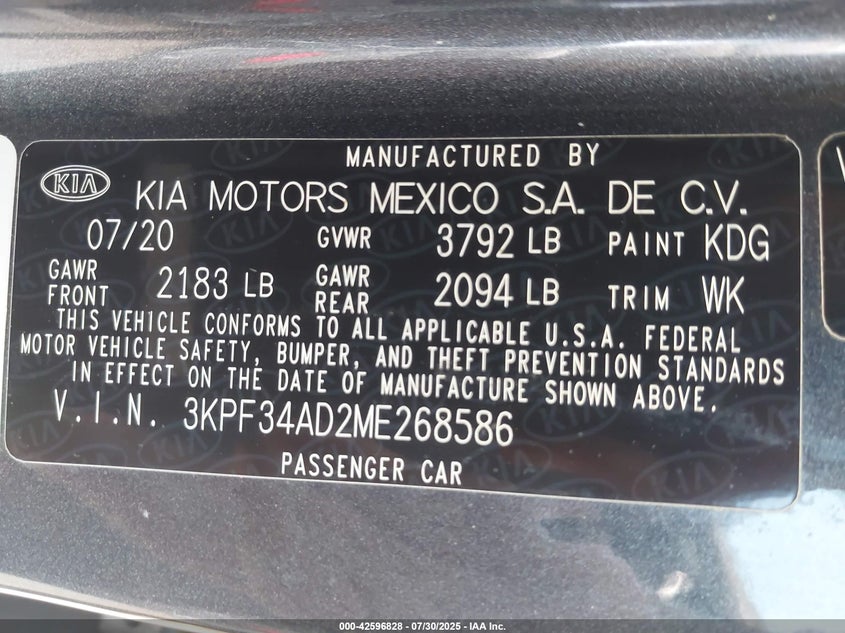 MANUFACTURED BY
KIA KIA MOTORS MEXICO S.A. DE C.V.
07/20 GVWR 3792 LB PAINT KDG
GAWR FRONT 2183 LB GAWR REAR 2094 LB TRIM WK
THIS VEHICLE CONFORMS TO ALL APPLICABLE U.S.A. FEDERAL
MOTOR VEHICLE SAFETY, BUMPER, AND THEFT PREVENTION STANDARDS
IN EFFECT ON THE DATE OF MANUFACTURE SHOWN ABOVE.
V.I.N. 3KPF34AD2ME268586
PASSENGER CAR
000-42596828 - 07/30/2025 - IAA Inc.